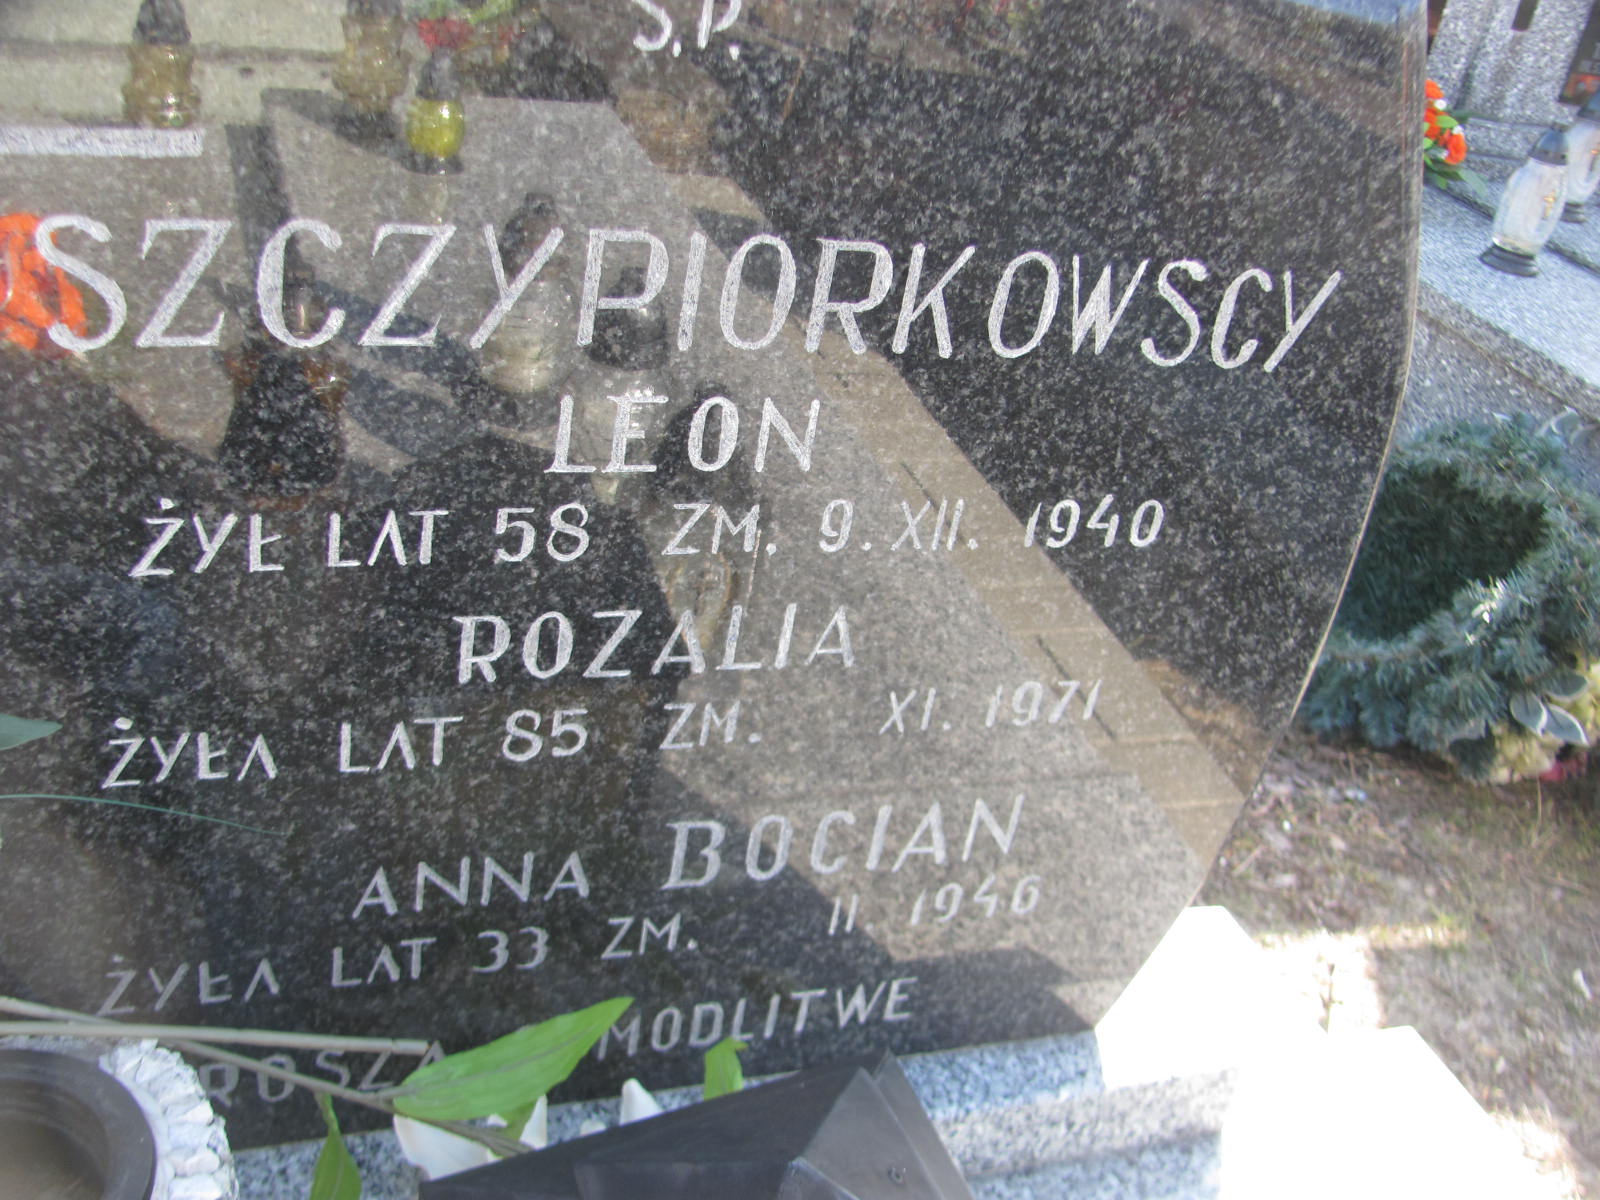 Ś.P.
SZCZYPIORKOWSCY
LEON
ŻYŁ LAT 58 ZM. 9. XII. 1940
ROZALIA
ŻYŁA LAT 85 ZM. XI. 1971
ANNA BOCIAN
ŻYŁA LAT 33 ZM. II 1946
MODLITWE